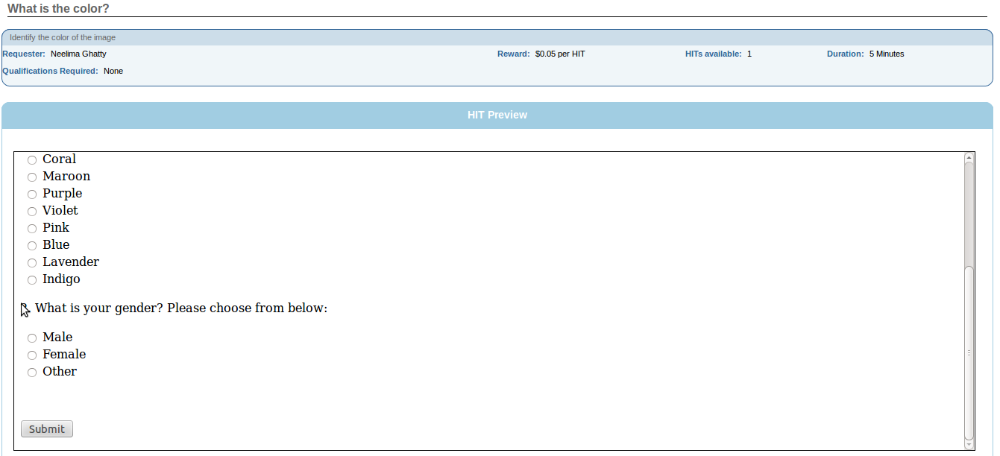 What is the color?
Identify the color of the image
Requester: Neelima Ghatty Reward: $0.05 per HIT HITs available: 1 Duration: 5 Minutes
Qualifications Required: None
HIT Preview
Coral
Maroon
Purple
Violet
Pink
Blue
Lavender
Indigo
What is your gender? Please choose from below:
Male
Female
Other
Submit